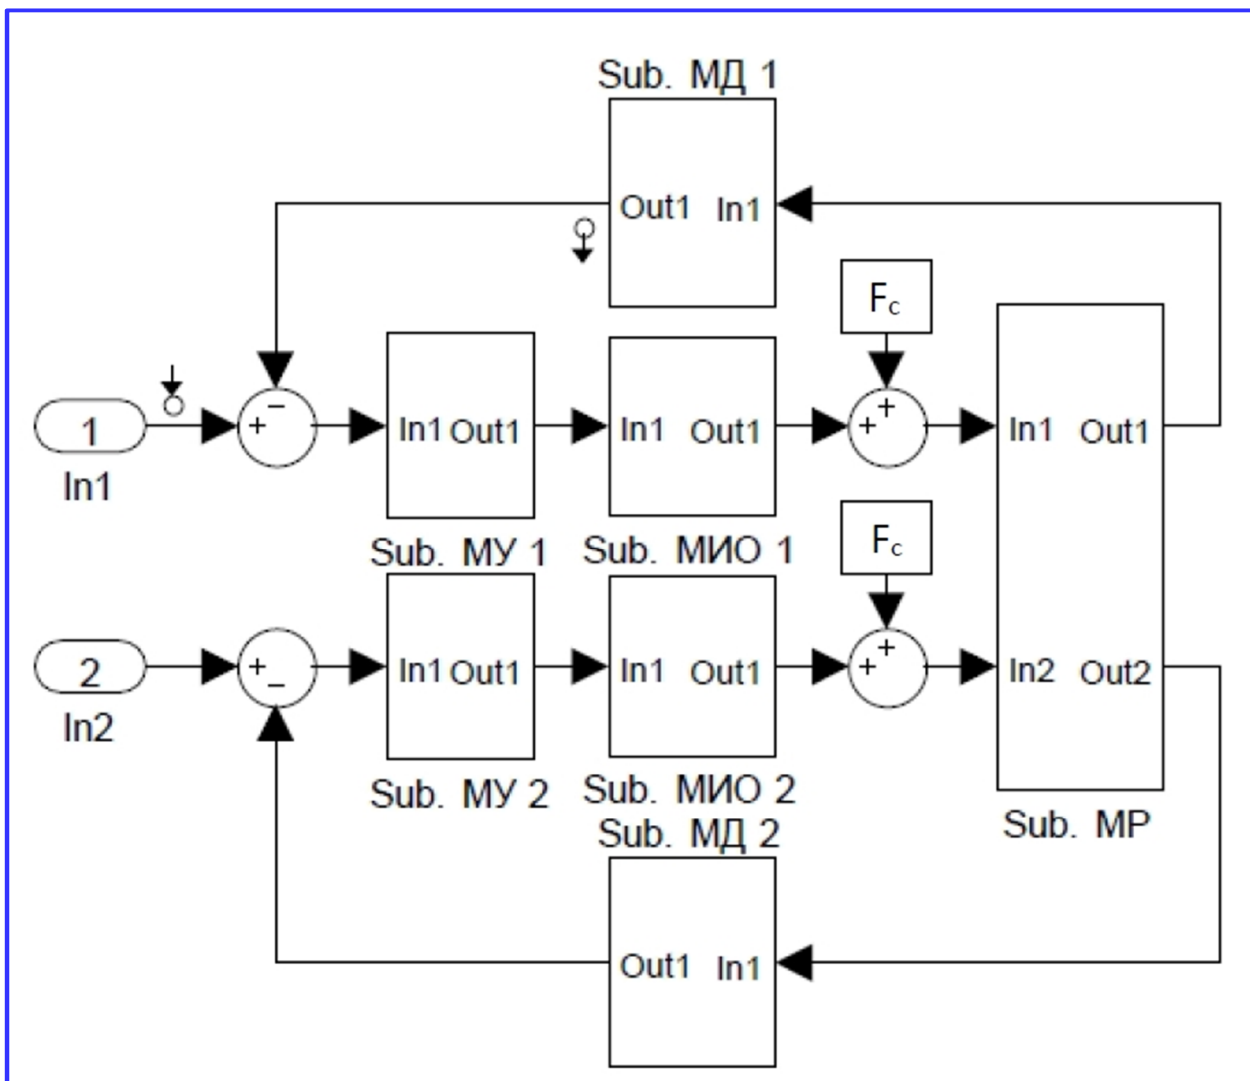 Sub. МД 1
Out1 In1
Fc
1
In1
+ −
In1 Out1
In1 Out1
+ +
In1 Out1
Sub. МУ 1
Sub. МИО 1
Fc
2
In2
+ −
In1 Out1
In1 Out1
+ +
In2 Out2
Sub. МУ 2
Sub. МИО 2
Sub. МР
Sub. МД 2
Out1 In1